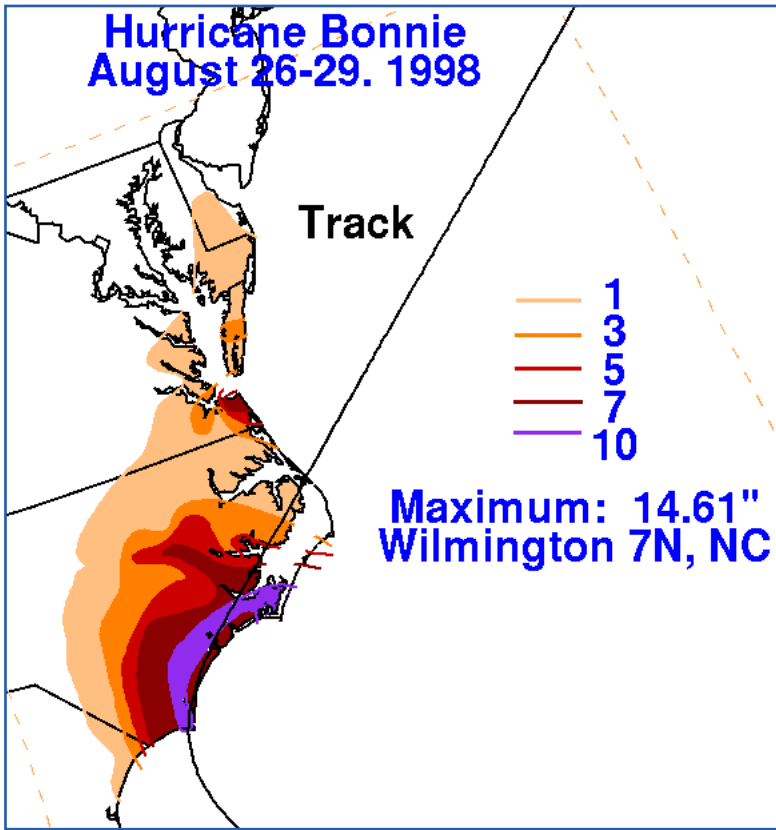 Hurricane Bonnie
August 26-29. 1998
Track
1
3
5
7
10
Maximum: 14.61"
Wilmington 7N, NC